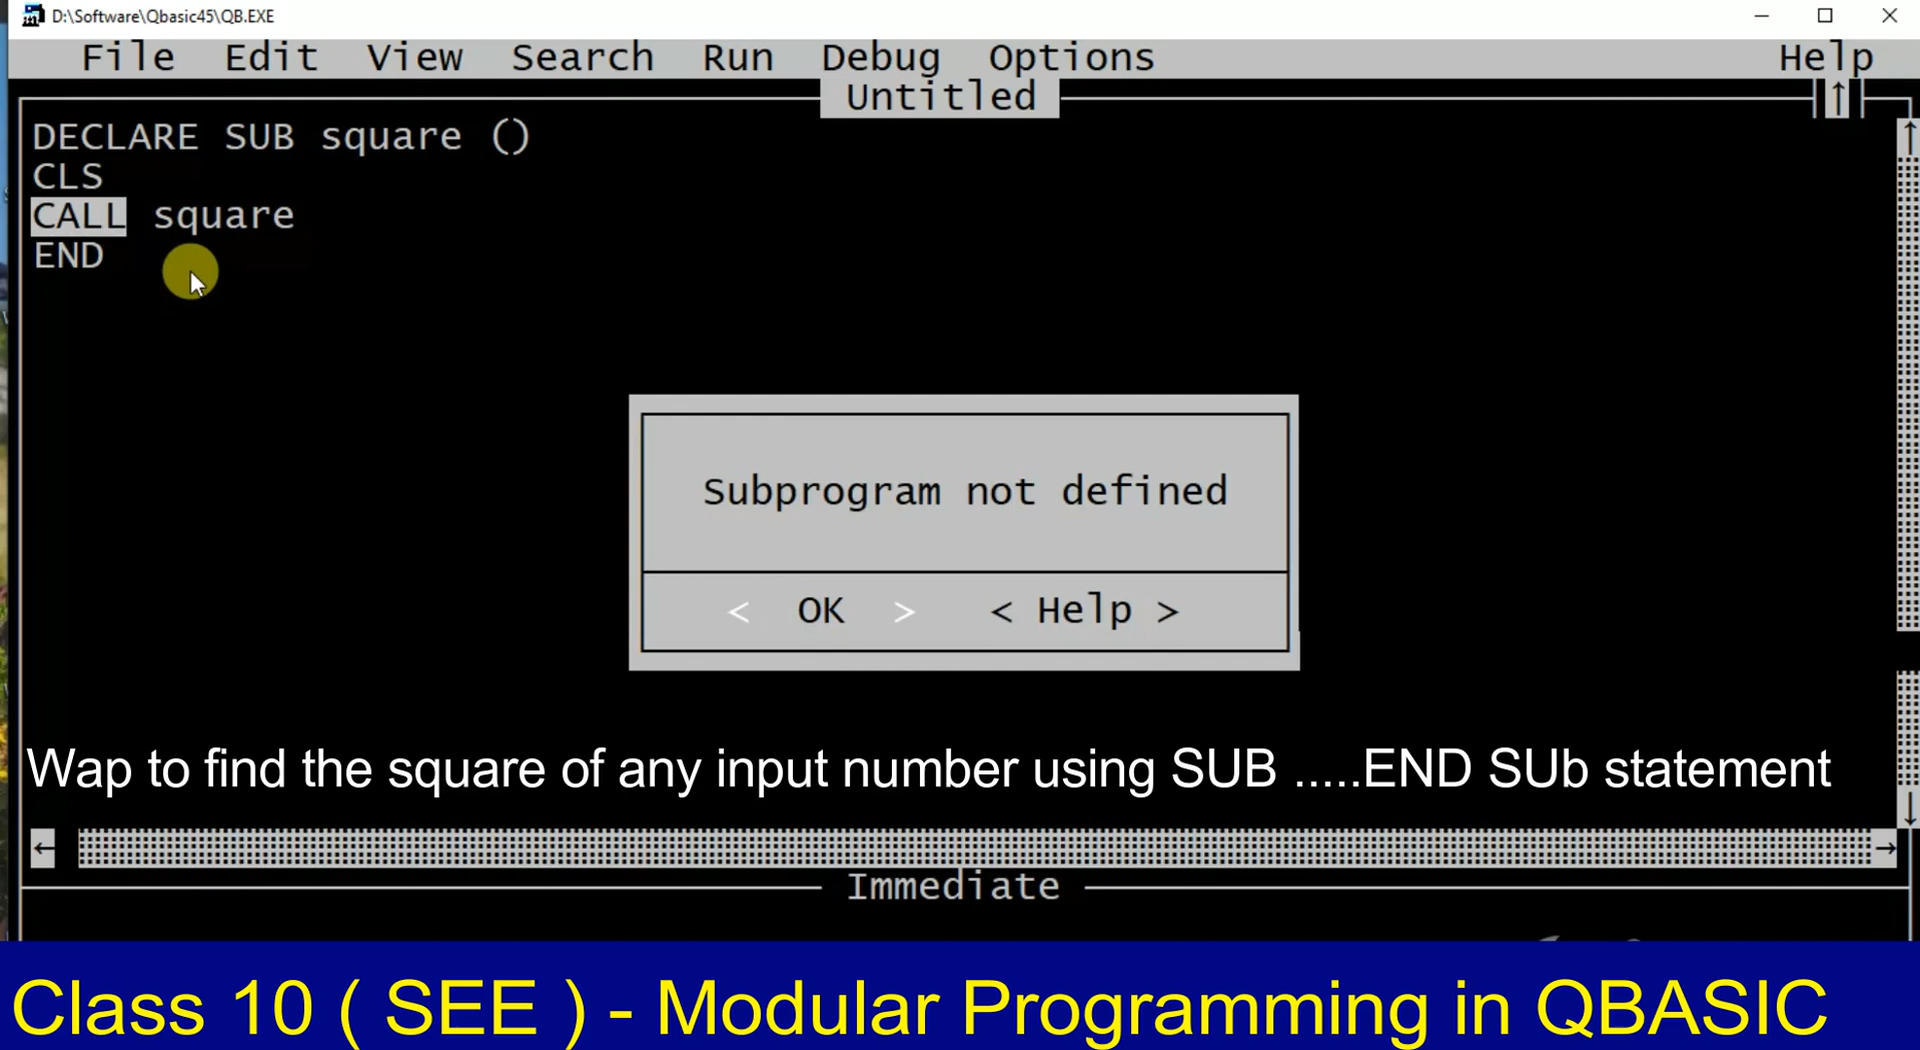 D:\Software\Qbasic45\QB.EXE
File Edit View Search Run Debug Options Help
Untitled
DECLARE SUB square ()
CLS
CALL square
END
Subprogram not defined
< OK > < Help >
Wap to find the square of any input number using SUB .....END SUb statement
Immediate
Class 10 ( SEE ) - Modular Programming in QBASIC